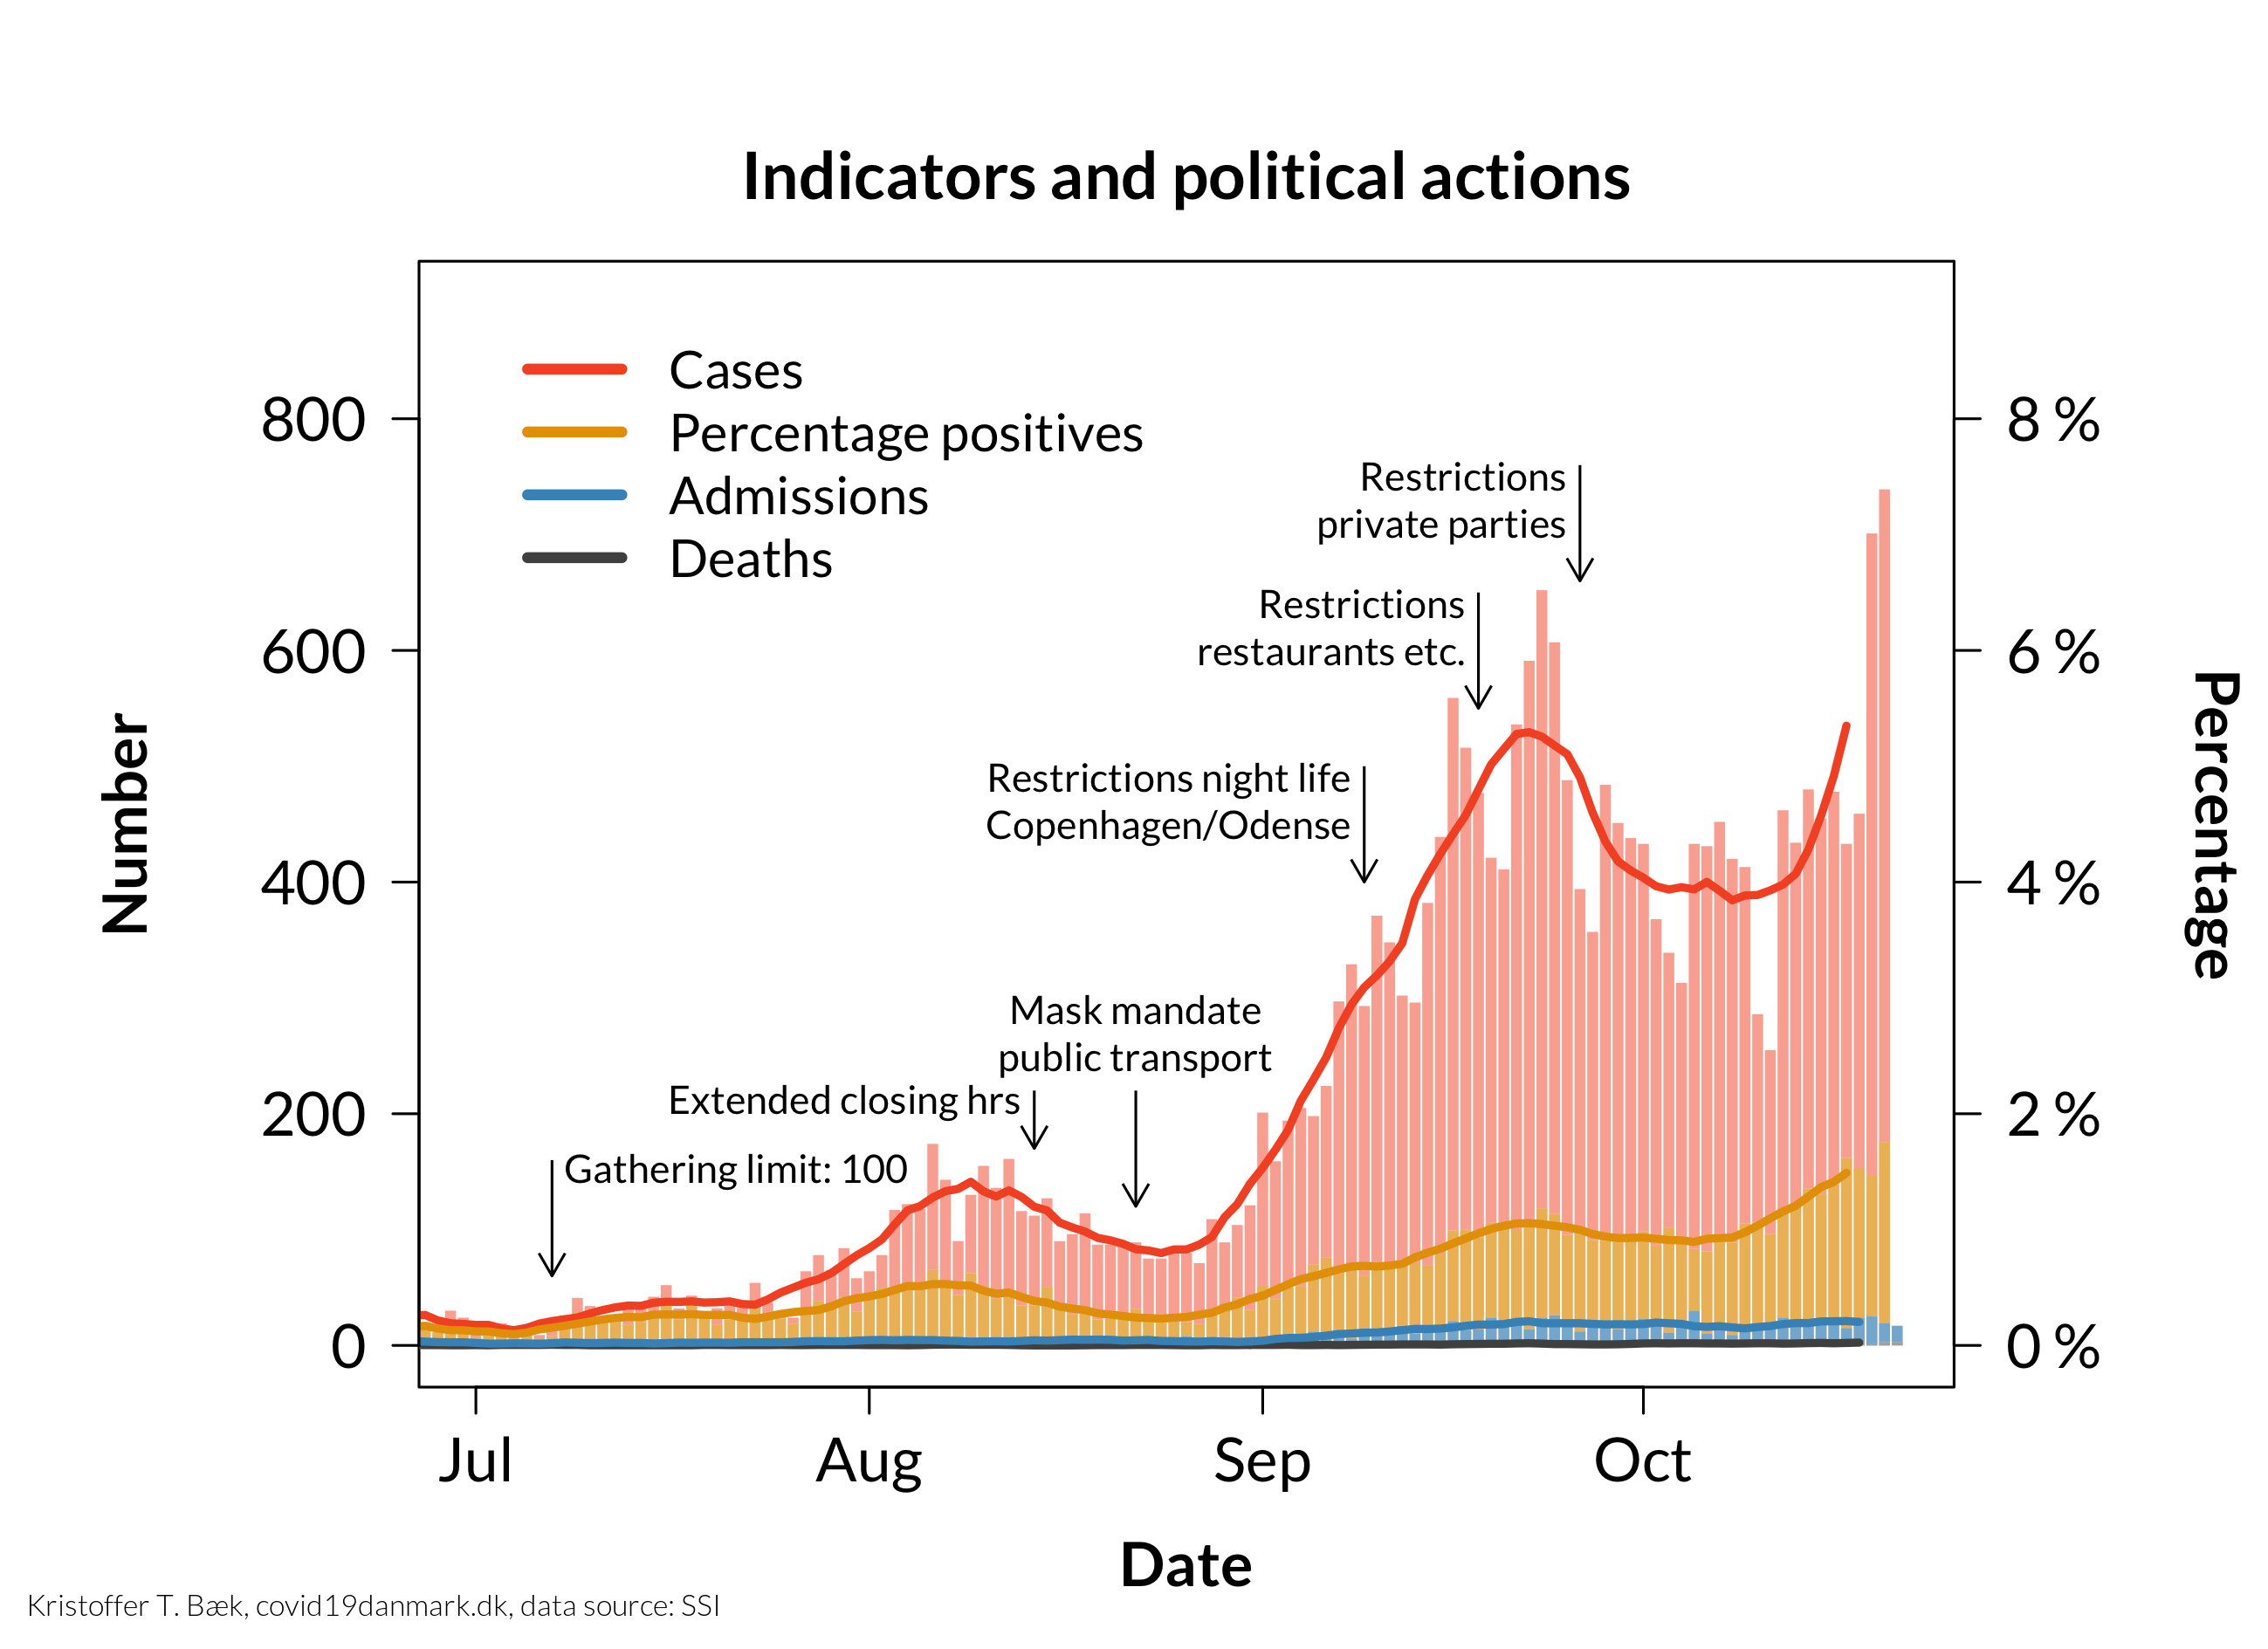 Indicators and political actions
Cases
Percentage positives
Admissions
Deaths
Restrictions
private parties
Restrictions
restaurants etc.
Restrictions night life
Copenhagen/Odense
Mask mandate
public transport
Extended closing hrs
Gathering limit: 100
Number
800
600
400
200
0
8 %
6 %
4 %
2 %
0 %
Percentage
Jul
Aug
Sep
Oct
Date
Kristoffer T. Bæk, covid19danmark.dk, data source: SSI